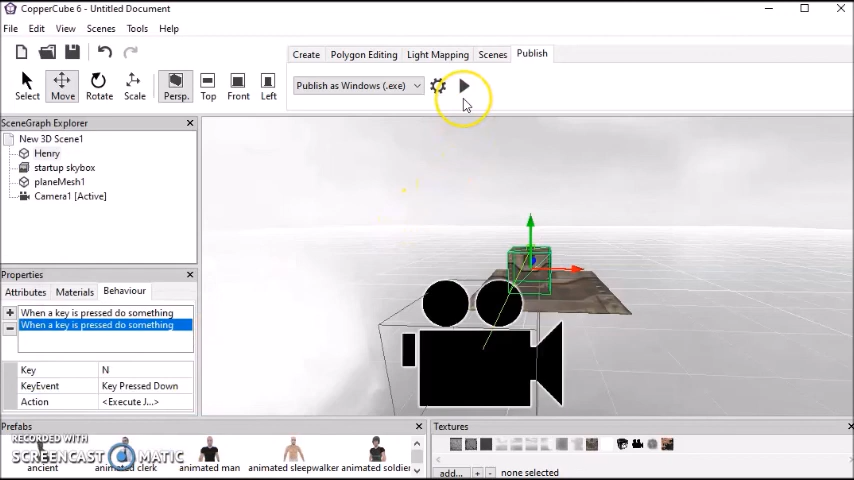 CopperCube 6 - Untitled Document
File Edit View Scenes Tools Help
Create Polygon Editing Light Mapping Scenes Publish
Publish as Windows (.exe)
Select Move Rotate Scale Persp. Top Front Left
SceneGraph Explorer
New 3D Scene1
Henry
startup skybox
planeMesh1
Camera1 [Active]
Properties
Attributes Materials Behaviour
When a key is pressed do something
When a key is pressed do something
Key N
KeyEvent Key Pressed Down
Action <Execute J...>
Prefabs
Textures
ancient animated clerk animated man animated sleepwalker animated soldier
add... + - none selected
RECORDED WITH
SCREENCAST MATIC